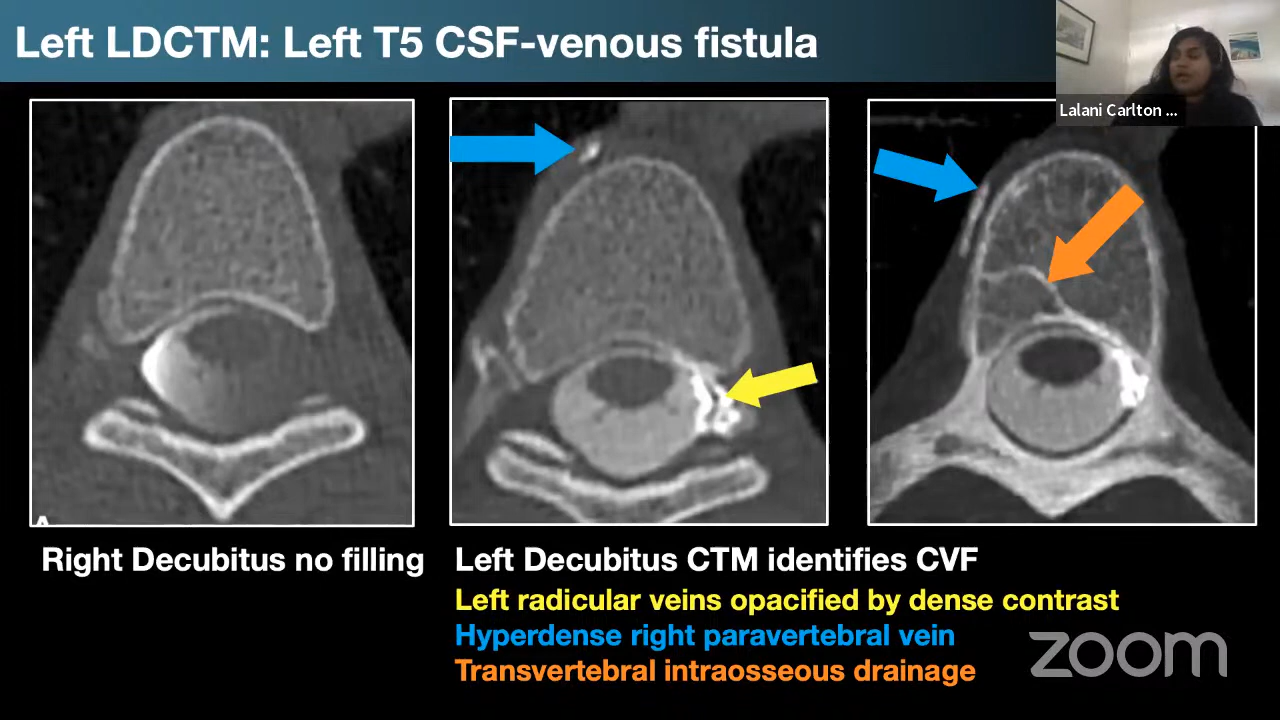 Left LDCTM: Left T5 CSF-venous fistula
Lalani Carlton ...
Right Decubitus no filling
Left Decubitus CTM identifies CVF
Left radicular veins opacified by dense contrast
Hyperdense right paravertebral vein
Transvertebral intraosseous drainage
zoom